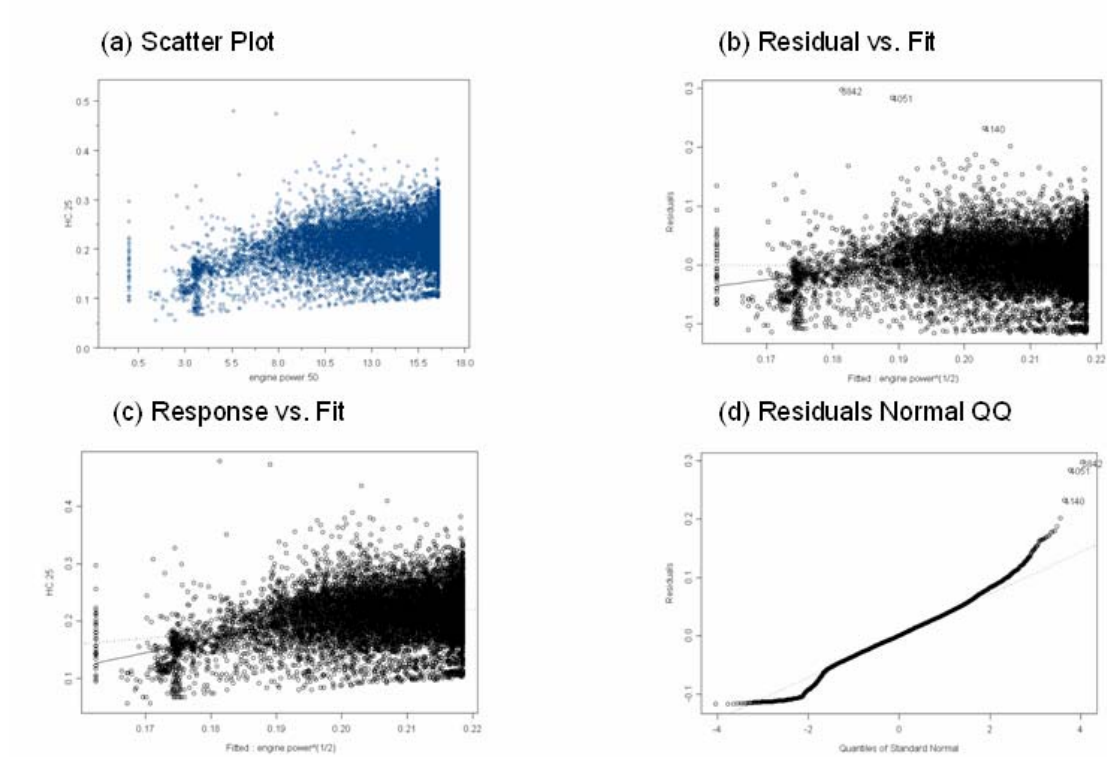 (a) Scatter Plot
HC.25
0.5
0.4
0.3
0.2
0.1
0.0
0.5 3.0 5.5 8.0 10.5 13.0 15.5 18.0
engine power 50
(b) Residual vs. Fit
Residuals
0.3
0.2
0.1
0.0
-0.1
4051
4140
0.17 0.18 0.19 0.20 0.21 0.22
Fitted : engine power^(1/2)
(c) Response vs. Fit
HC.25
0.4
0.3
0.2
0.1
0.17 0.18 0.19 0.20 0.21 0.22
Fitted : engine power^(1/2)
(d) Residuals Normal QQ
Residuals
0.3
0.2
0.1
0.0
-0.1
4051
4140
-4 -2 0 2 4
Quantiles of Standard Normal